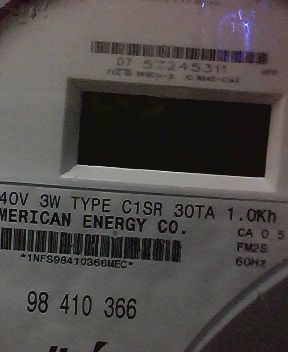 07 57245311
40V 3W TYPE C1SR 30TA 1.0Kh
MERICAN ENERGY CO.
CA 0 5
FM2S
*1NFS98410366MEC*
60Hz
98 410 366